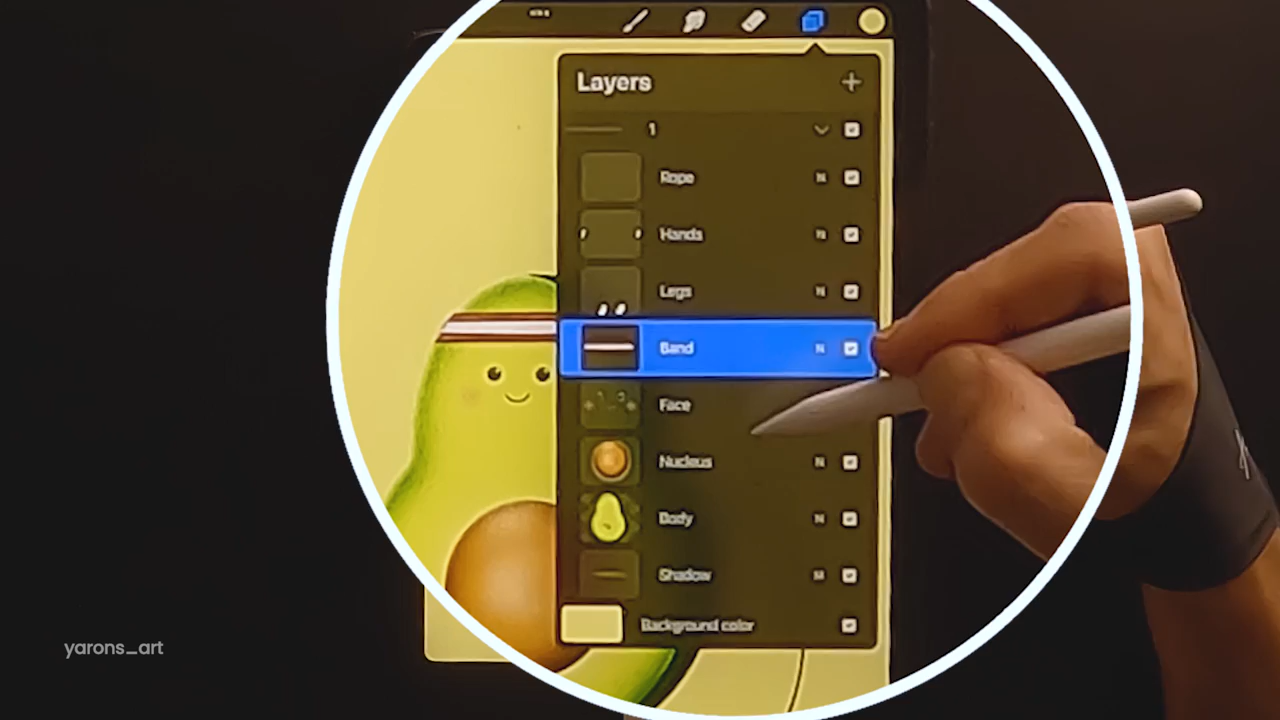 Layers
1
Rope
N
Hands
N
Legs
N
Band
N
Face
Nucleus
N
Body
N
Shadow
M
Background color
yarons_art